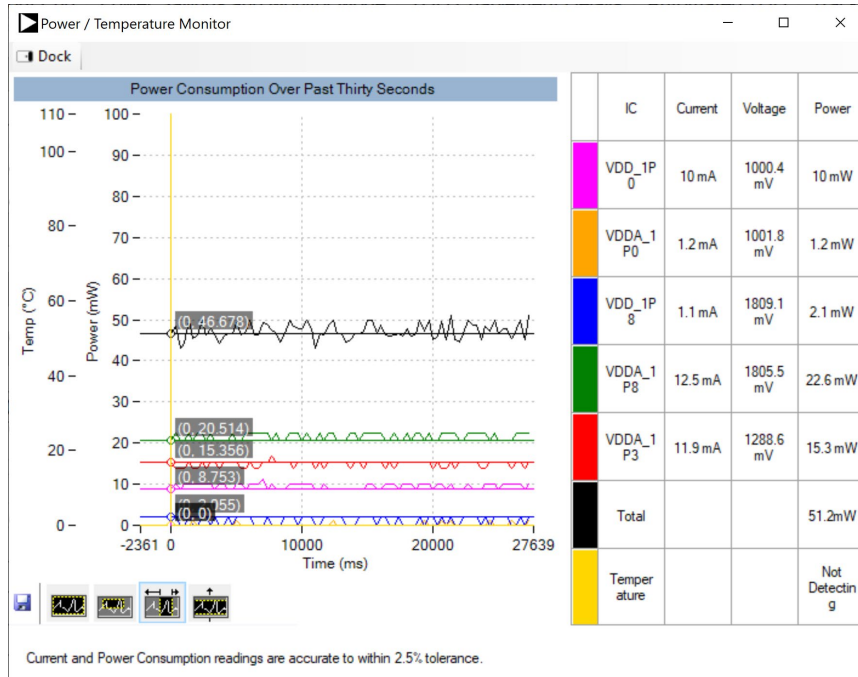 Power / Temperature Monitor
Dock
Power Consumption Over Past Thirty Seconds
110
100
80
60
40
20
0
Temp (°C)
100
90
80
70
60
50
40
30
20
10
0
Power (mW)
(0, 46.678)
(0, 20.514)
(0, 15.356)
(0, 8.753)
(0, 0)
-2361 0 10000 20000 27639
Time (ms)
IC Current Voltage Power
VDD_1P
0
10 mA
1000.4
mV
10 mW
VDDA_1
P0
1.2 mA
1001.8
mV
1.2 mW
VDD_1P
8
1.1 mA
1809.1
mV
2.1 mW
VDDA_1
P8
12.5 mA
1805.5
mV
22.6 mW
VDDA_1
P3
11.9 mA
1288.6
mV
15.3 mW
Total 51.2mW
Temper
ature
Not
Detectin
g
Current and Power Consumption readings are accurate to within 2.5% tolerance.